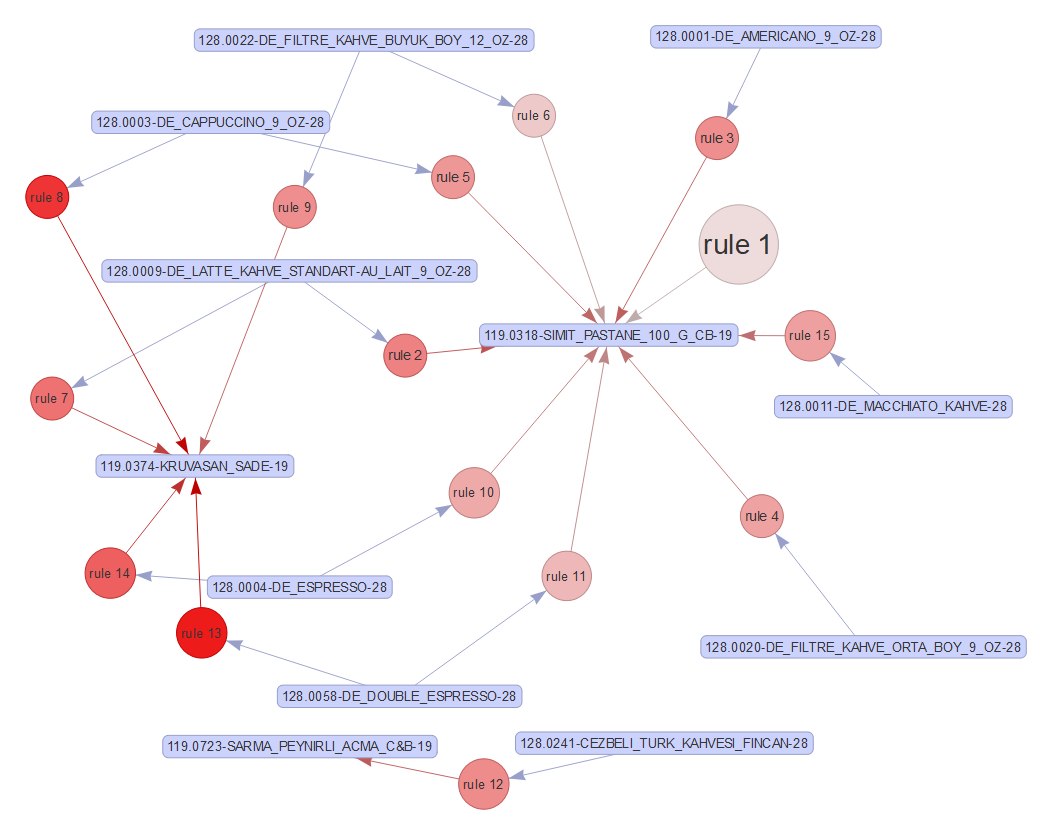 128.0022-DE_FILTRE_KAHVE_BUYUK_BOY_12_OZ-28
128.0001-DE_AMERICANO_9_OZ-28
rule 6
128.0003-DE_CAPPUCCINO_9_OZ-28
rule 3
rule 5
rule 8
rule 9
rule 1
128.0009-DE_LATTE_KAHVE_STANDART-AU_LAIT_9_OZ-28
119.0318-SIMIT_PASTANE_100_G_CB-19
rule 15
rule 2
rule 7
128.0011-DE_MACCHIATO_KAHVE-28
119.0374-KRUVASAN_SADE-19
rule 10
rule 4
rule 14
rule 11
128.0004-DE_ESPRESSO-28
rule 13
128.0020-DE_FILTRE_KAHVE_ORTA_BOY_9_OZ-28
128.0058-DE_DOUBLE_ESPRESSO-28
119.0723-SARMA_PEYNIRLI_ACMA_C&B-19
128.0241-CEZBELI_TURK_KAHVESI_FINCAN-28
rule 12